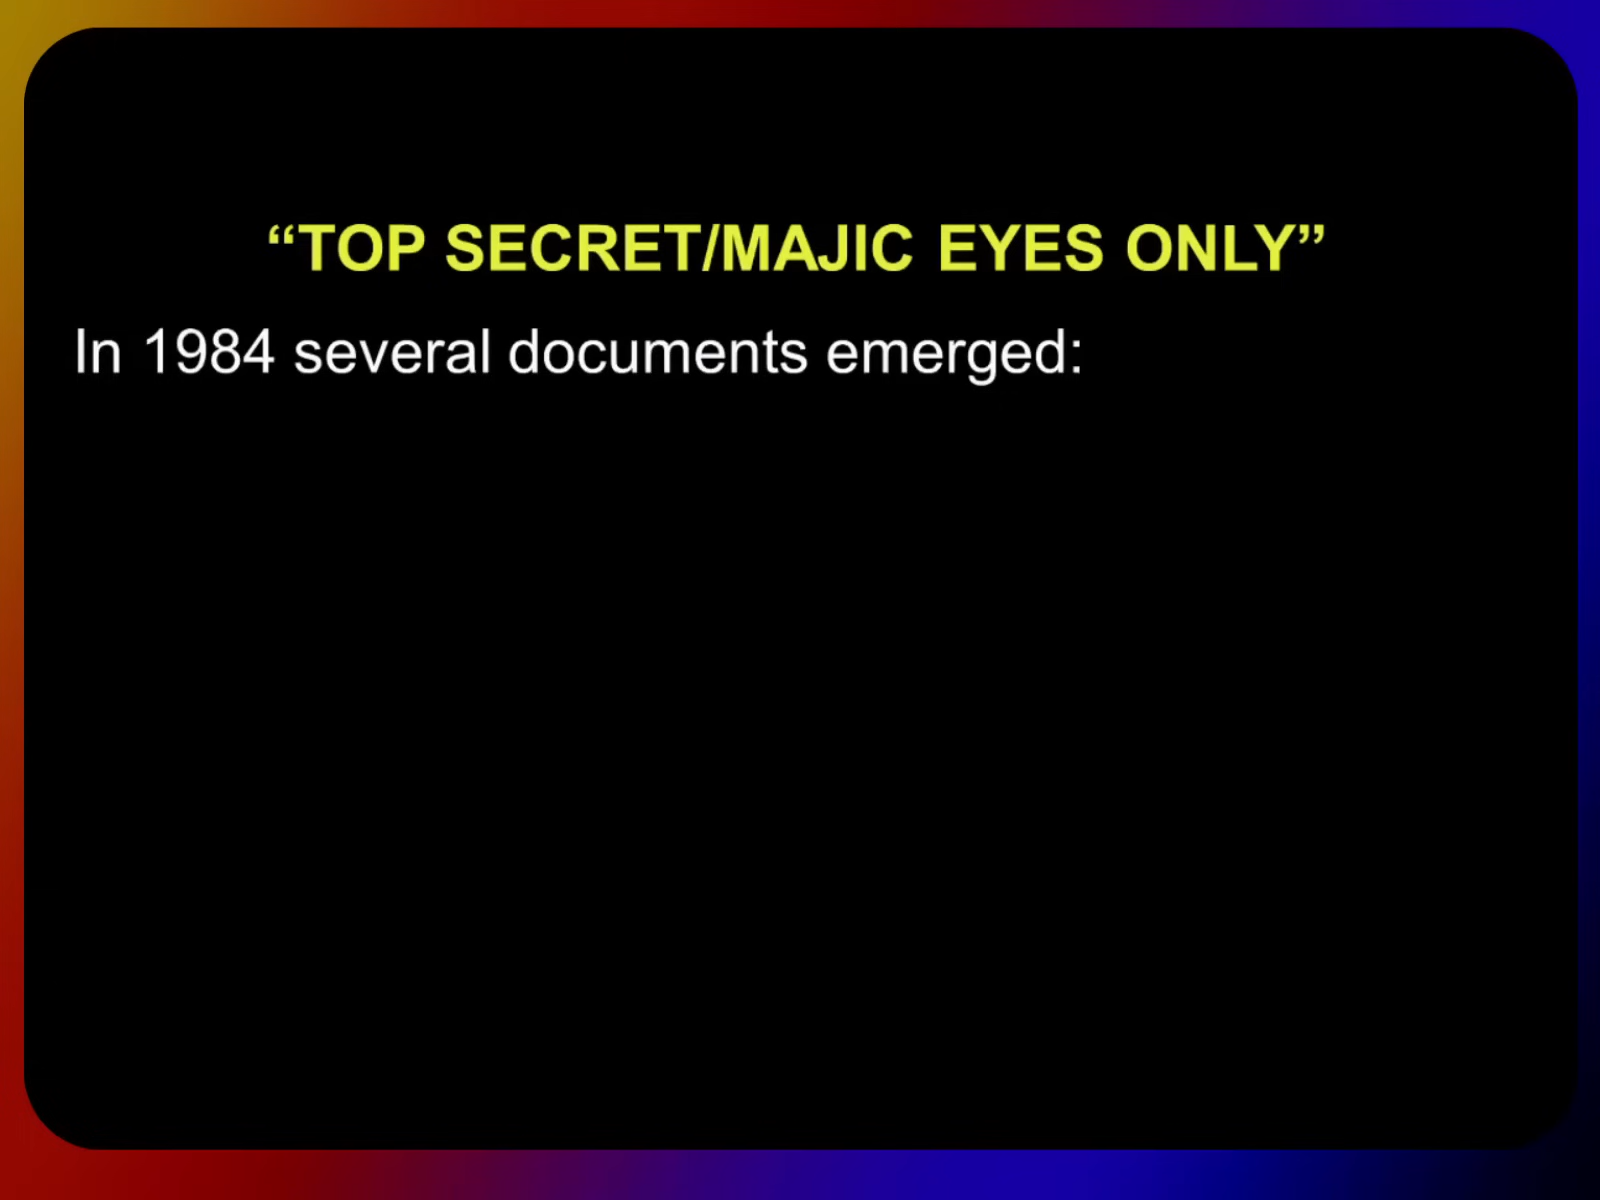 “TOP SECRET/MAJIC EYES ONLY”
In 1984 several documents emerged: